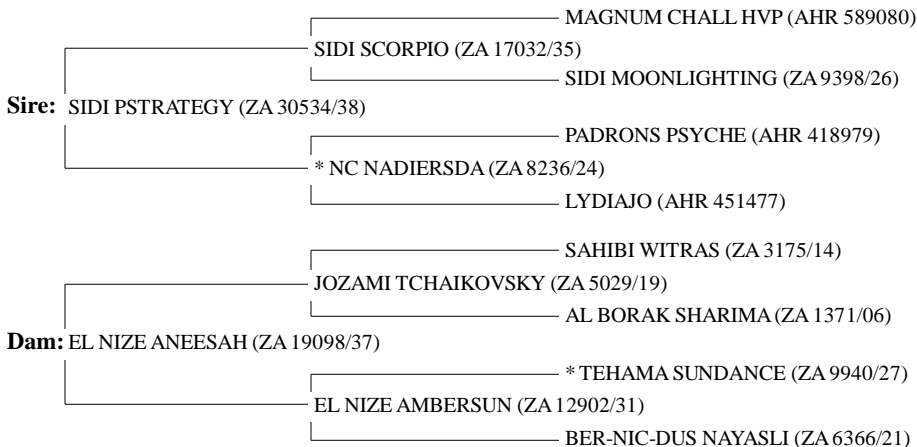 MAGNUM CHALL HVP (AHR 589080)
SIDI SCORPIO (ZA 17032/35)
SIDI MOONLIGHTING (ZA 9398/26)
Sire: SIDI PSTRATEGY (ZA 30534/38)
PADRONS PSYCHE (AHR 418979)
* NC NADIERSDA (ZA 8236/24)
LYDIAJO (AHR 451477)
SAHIBI WITRAS (ZA 3175/14)
JOZAMI TCHAIKOVSKY (ZA 5029/19)
AL BORAK SHARIMA (ZA 1371/06)
Dam: EL NIZE ANEESAH (ZA 19098/37)
* TEHAMA SUNDANCE (ZA 9940/27)
EL NIZE AMBERSUN (ZA 12902/31)
BER-NIC-DUS NAYASLI (ZA 6366/21)